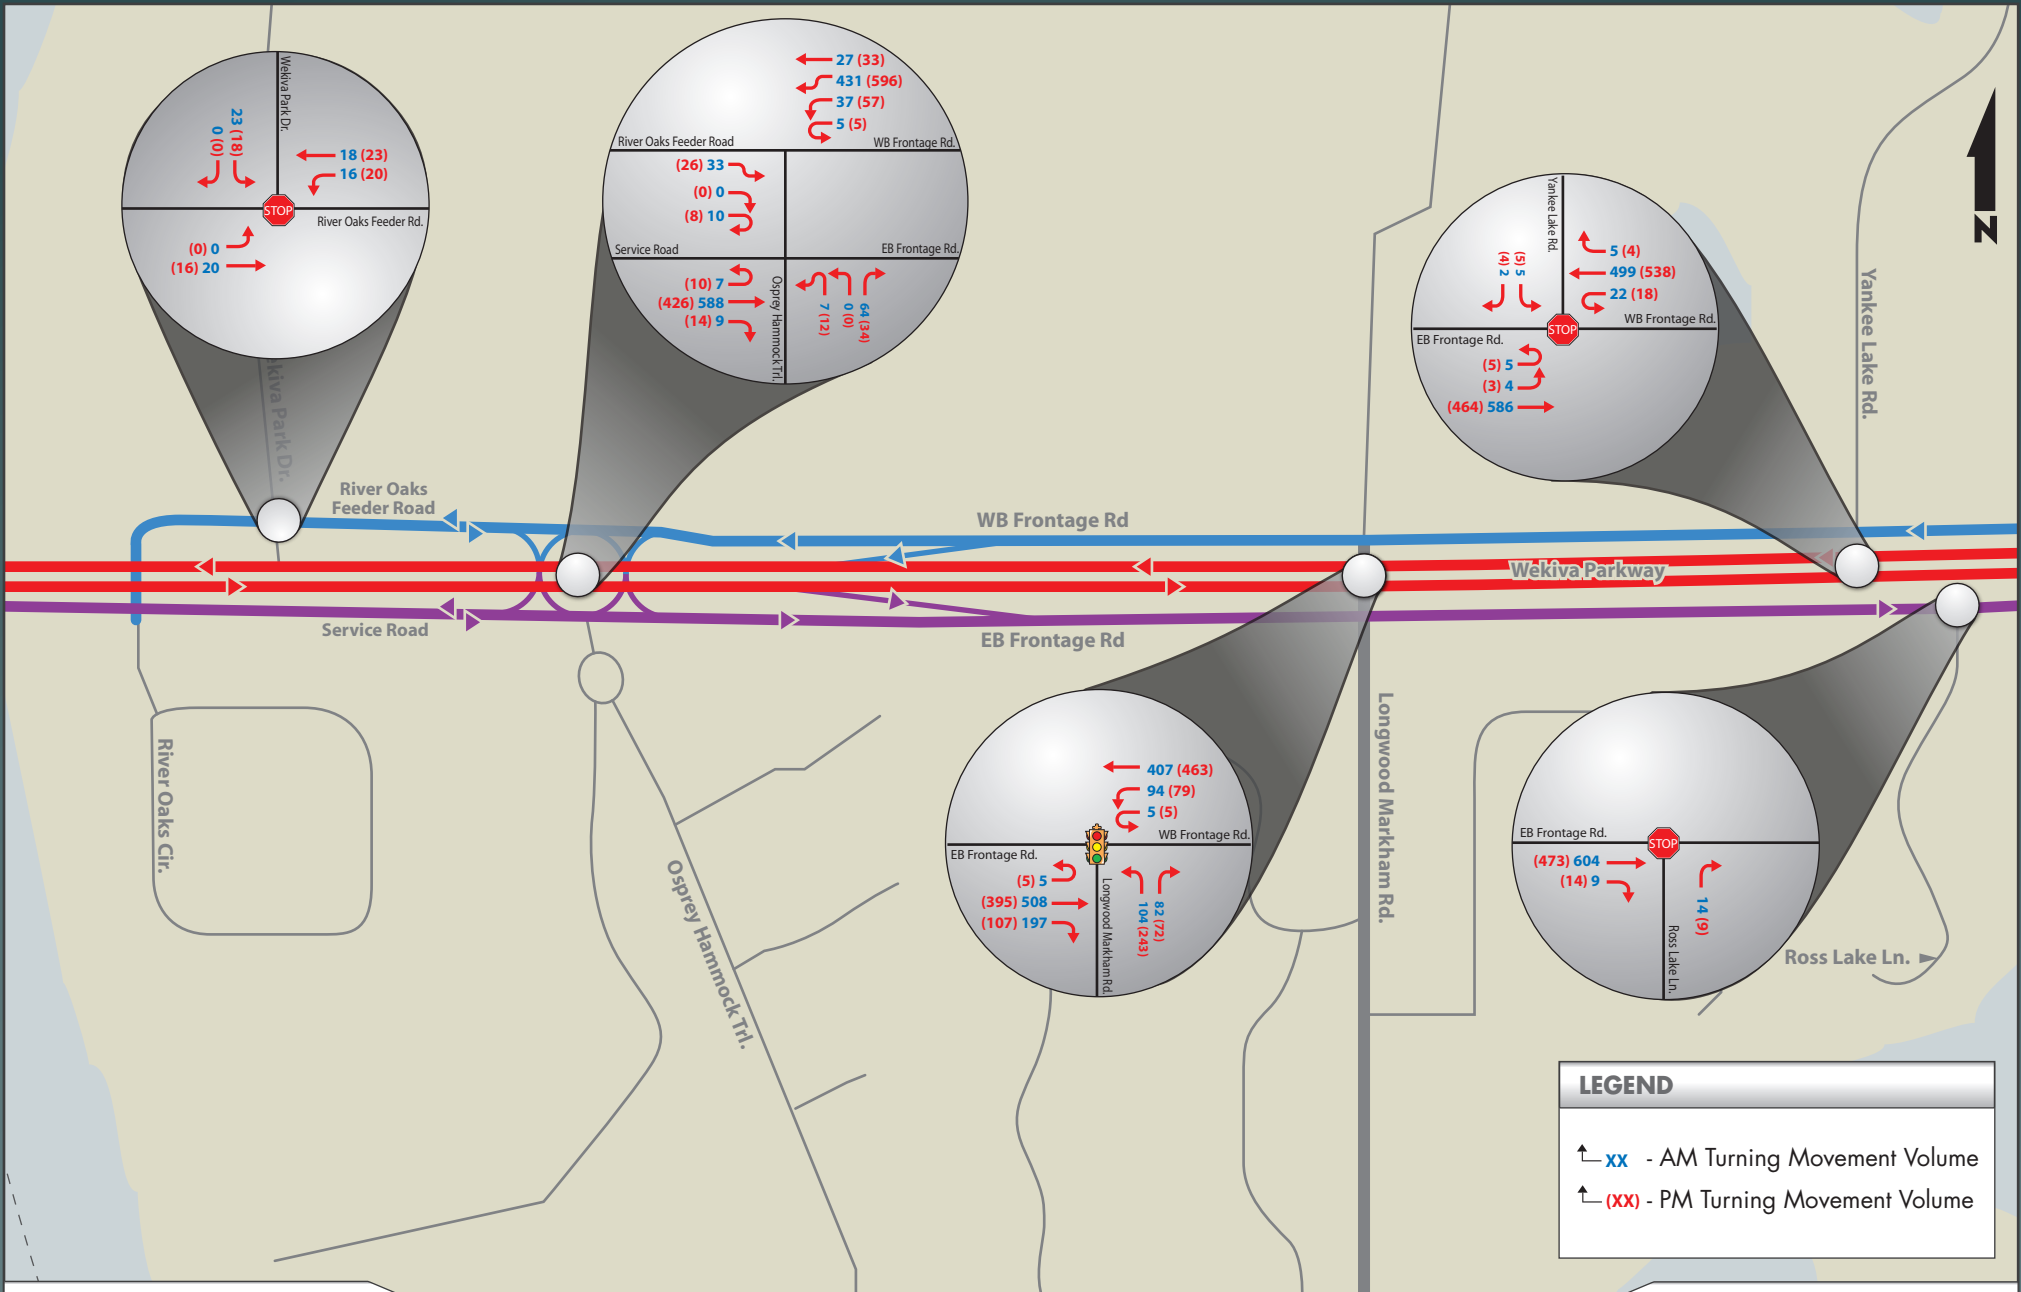 Wekiva Park Dr.
23 (18)
0 (0)
18 (23)
16 (20)
STOP
River Oaks Feeder Rd.
(0) 0
(16) 20
27 (33)
431 (596)
37 (57)
5 (5)
River Oaks Feeder Road
WB Frontage Rd.
(26) 33
(0) 0
(8) 10
Service Road
EB Frontage Rd.
(10) 7
(426) 588
(14) 9
Osprey Hammock Trl.
7 (12)
0 (0)
64 (34)
Yankee Lake Rd.
(4) 2
(5) 5
5 (4)
499 (538)
22 (18)
WB Frontage Rd.
STOP
EB Frontage Rd.
(5) 5
(3) 4
(464) 586
N
Yankee Lake Rd.
ekiva Park Dr.
River Oaks
Feeder Road
WB Frontage Rd
Wekiva Parkway
Service Road
EB Frontage Rd
River Oaks Cir.
Osprey Hammock Trl.
Longwood Markham Rd.
407 (463)
94 (79)
5 (5)
WB Frontage Rd.
EB Frontage Rd.
(5) 5
(395) 508
(107) 197
Longwood Markham Rd.
104 (243)
82 (72)
EB Frontage Rd.
STOP
(473) 604
(14) 9
14 (9)
Ross Lake Ln.
Ross Lake Ln.
LEGEND
xx - AM Turning Movement Volume
(XX) - PM Turning Movement Volume